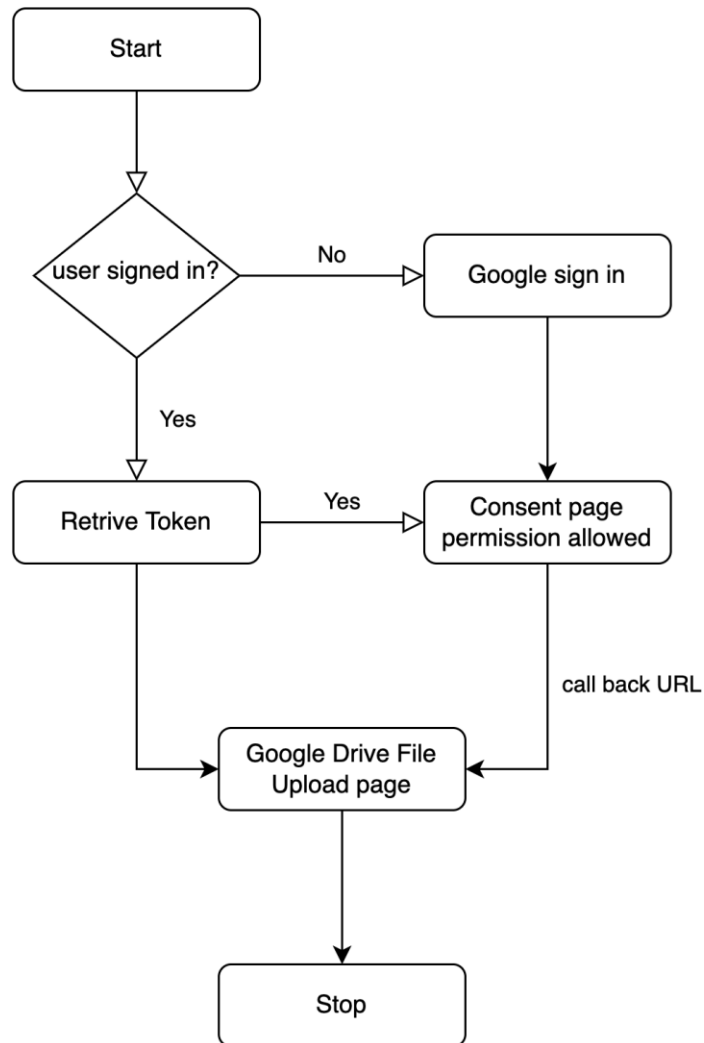 Start
user signed in?
No
Google sign in
Yes
Retrive Token
Yes
Consent page
permission allowed
call back URL
Google Drive File
Upload page
Stop